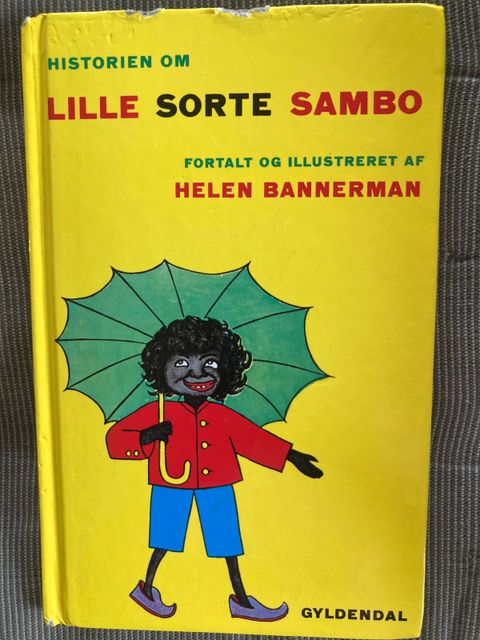 HISTORIEN OM
LILLE SORTE SAMBO
FORTALT OG ILLUSTRERET AF
HELEN BANNERMAN
GYLDENDAL